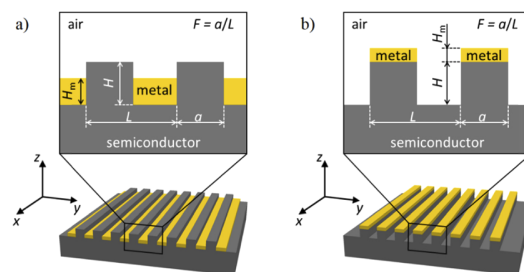 a)
air
F = a/L
Hm
H
metal
L
a
semiconductor
z
y
x
b)
air
F = a/L
metal
metal
Hm
H
L
a
semiconductor
z
y
x